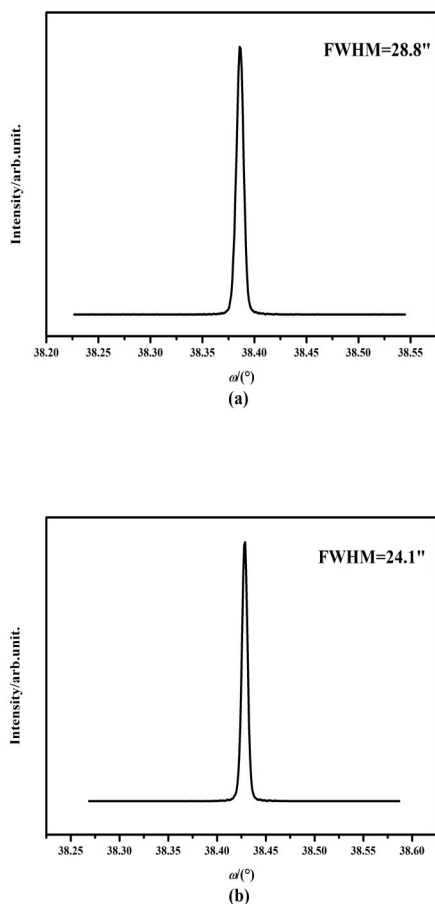 FWHM=28.8"
Intensity/arb.unit.
38.20 38.25 38.30 38.35 38.40 38.45 38.50 38.55
ω/(°)
(a)
FWHM=24.1"
Intensity/arb.unit.
38.25 38.30 38.35 38.40 38.45 38.50 38.55 38.60
ω/(°)
(b)